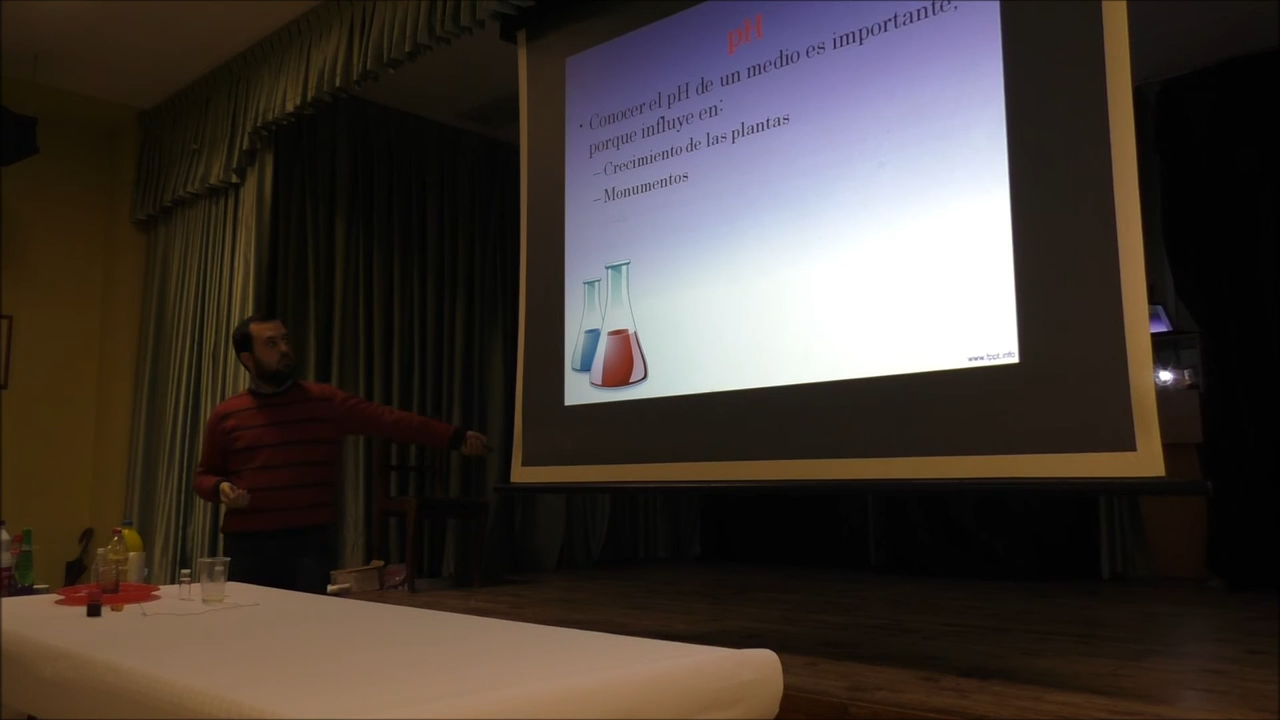 pH
• Conocer el pH de un medio es importante,
porque influye en:
– Crecimiento de las plantas
– Monumentos
www.fppt.info